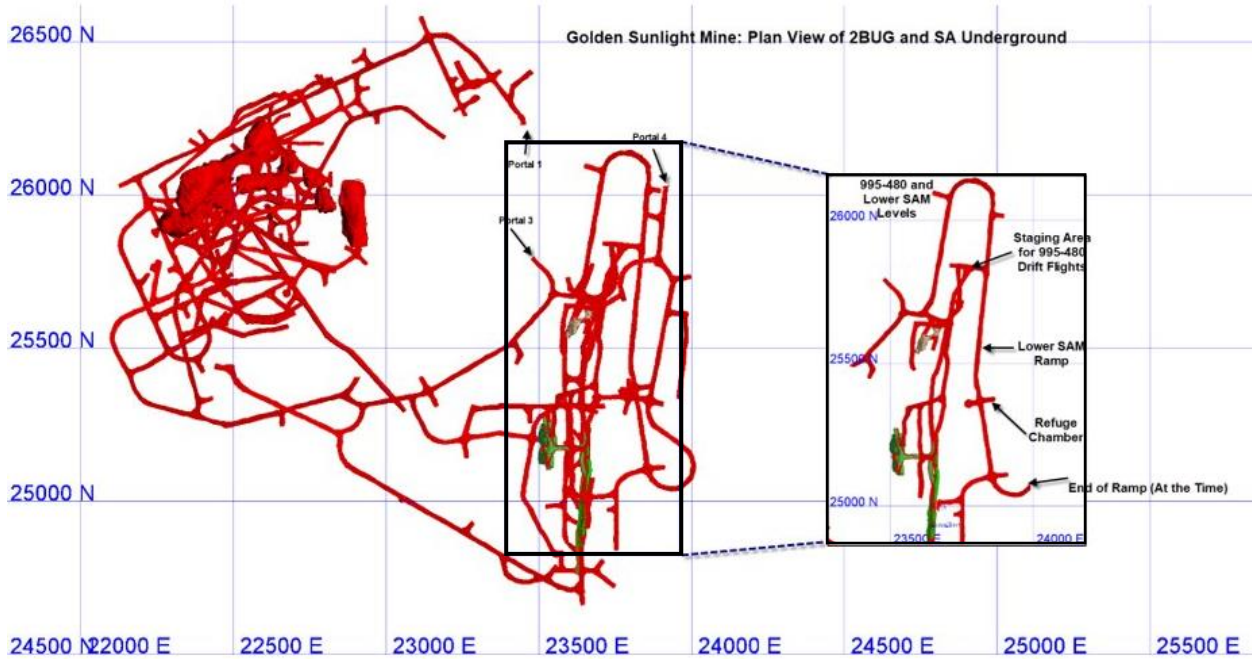 Golden Sunlight Mine: Plan View of 2BUG and SA Underground
26500 N
Portal 1
Portal 4
Portal 3
26000 N
25500 N
25000 N
24500 N
22000 E
22500 E
23000 E
23500 E
24000 E
24500 E
25000 E
25500 E
995-480 and
Lower SAM
Levels
26000 N
Staging Area
for 995-480
Drift Flights
Lower SAM
Ramp
25500 N
Refuge
Chamber
End of Ramp (At the Time)
25000 N
23500 E
24000 E